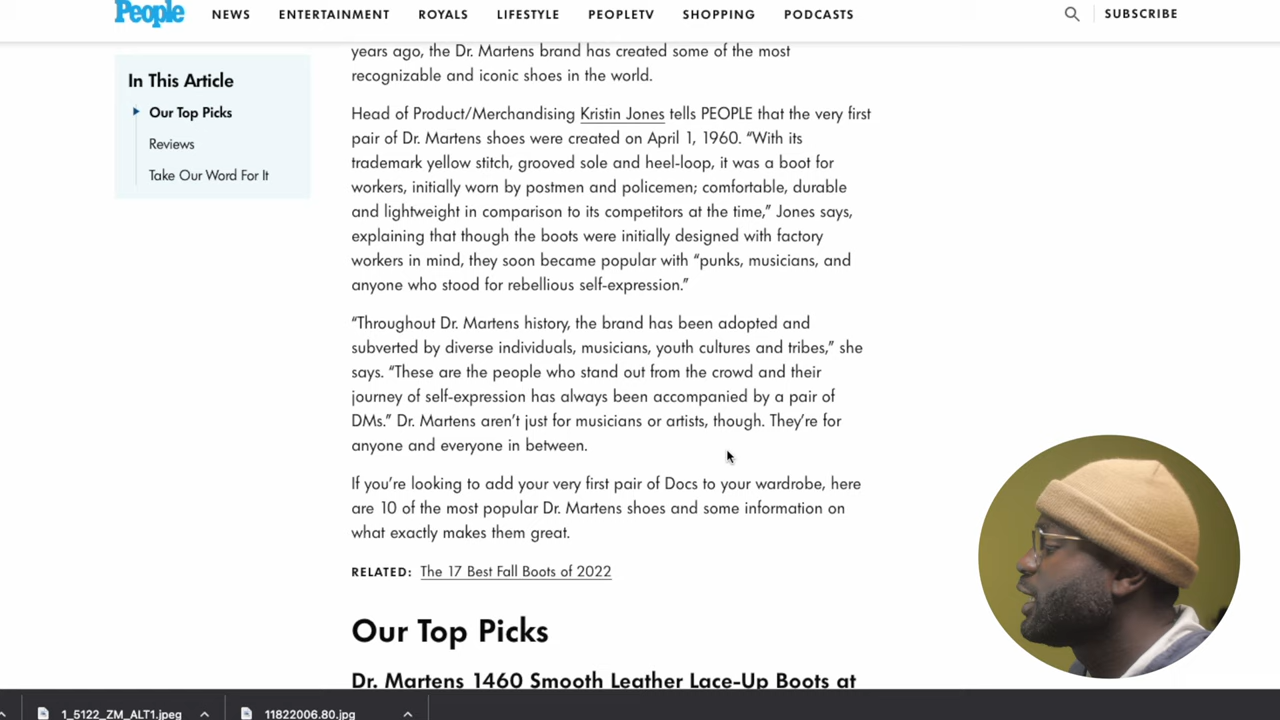 People
NEWS ENTERTAINMENT ROYALS LIFESTYLE PEOPLETV SHOPPING PODCASTS SUBSCRIBE
In This Article
Our Top Picks
Reviews
Take Our Word For It
years ago, the Dr. Martens brand has created some of the most
recognizable and iconic shoes in the world.
Head of Product/Merchandising Kristin Jones tells PEOPLE that the very first
pair of Dr. Martens shoes were created on April 1, 1960. “With its
trademark yellow stitch, grooved sole and heel-loop, it was a boot for
workers, initially worn by postmen and policemen; comfortable, durable
and lightweight in comparison to its competitors at the time,” Jones says,
explaining that though the boots were initially designed with factory
workers in mind, they soon became popular with “punks, musicians, and
anyone who stood for rebellious self-expression.”
“Throughout Dr. Martens history, the brand has been adopted and
subverted by diverse individuals, musicians, youth cultures and tribes,” she
says. “These are the people who stand out from the crowd and their
journey of self-expression has always been accompanied by a pair of
DMs.” Dr. Martens aren’t just for musicians or artists, though. They’re for
anyone and everyone in between.
If you’re looking to add your very first pair of Docs to your wardrobe, here
are 10 of the most popular Dr. Martens shoes and some information on
what exactly makes them great.
RELATED: The 17 Best Fall Boots of 2022
Our Top Picks
Dr. Martens 1460 Smooth Leather Lace-Up Boots at
1_5122_ZM_ALT1.jpeg 11822006.80.jpg